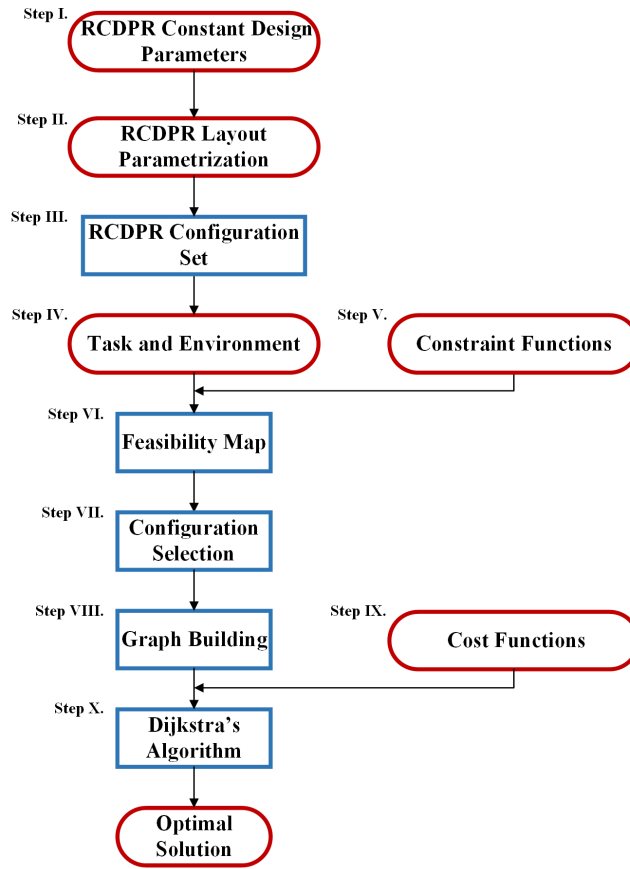 Step I.
RCDPR Constant Design
Parameters
Step II.
RCDPR Layout
Parametrization
Step III.
RCDPR Configuration
Set
Step IV.
Task and Environment
Step V.
Constraint Functions
Step VI.
Feasibility Map
Step VII.
Configuration
Selection
Step VIII.
Graph Building
Step IX.
Cost Functions
Step X.
Dijkstra's
Algorithm
Optimal
Solution